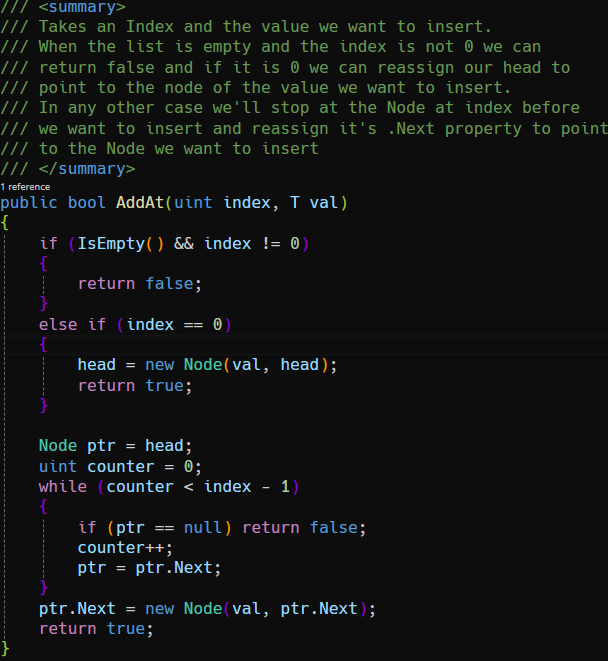 /// <summary>
/// Takes an Index and the value we want to insert.
/// When the list is empty and the index is not 0 we can
/// return false and if it is 0 we can reassign our head to
/// point to the node of the value we want to insert.
/// In any other case we'll stop at the Node at index before
/// we want to insert and reassign it's .Next property to point
/// to the Node we want to insert
/// </summary>
1 reference
public bool AddAt(uint index, T val)
{
    if (IsEmpty() && index != 0)
    {
        return false;
    }
    else if (index == 0)
    {
        head = new Node(val, head);
        return true;
    }

    Node ptr = head;
    uint counter = 0;
    while (counter < index - 1)
    {
        if (ptr == null) return false;
        counter++;
        ptr = ptr.Next;
    }
    ptr.Next = new Node(val, ptr.Next);
    return true;
}